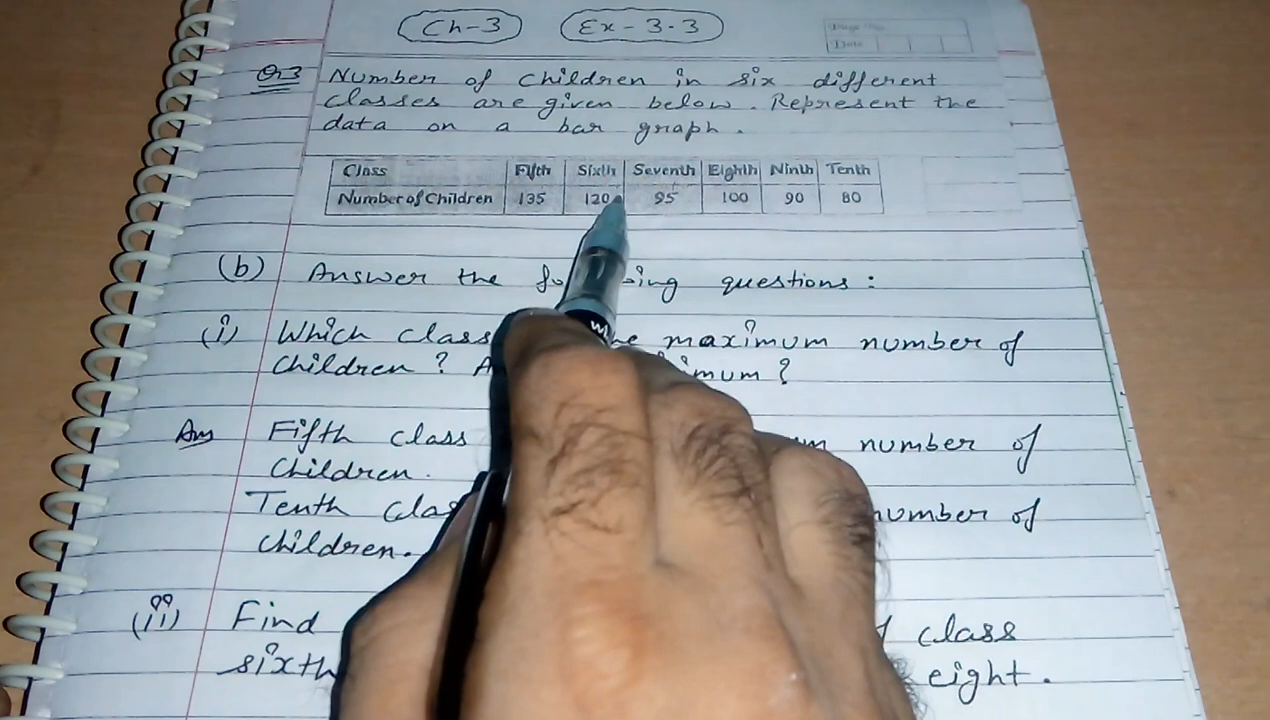 Ch-3 Ex-3.3
Date
Qn3 Number of children in six different
classes are given below. Represent the
data on a bar graph.
Class Fifth Sixth Seventh Eighth Ninth Tenth
Number of Children 135 120 95 100 90 80
(b) Answer the questions :
(i) Which class maximum number of
children ?
Ans Fifth class number of
children.
Tenth number of
children.
(ii) Find class
sixth eight.